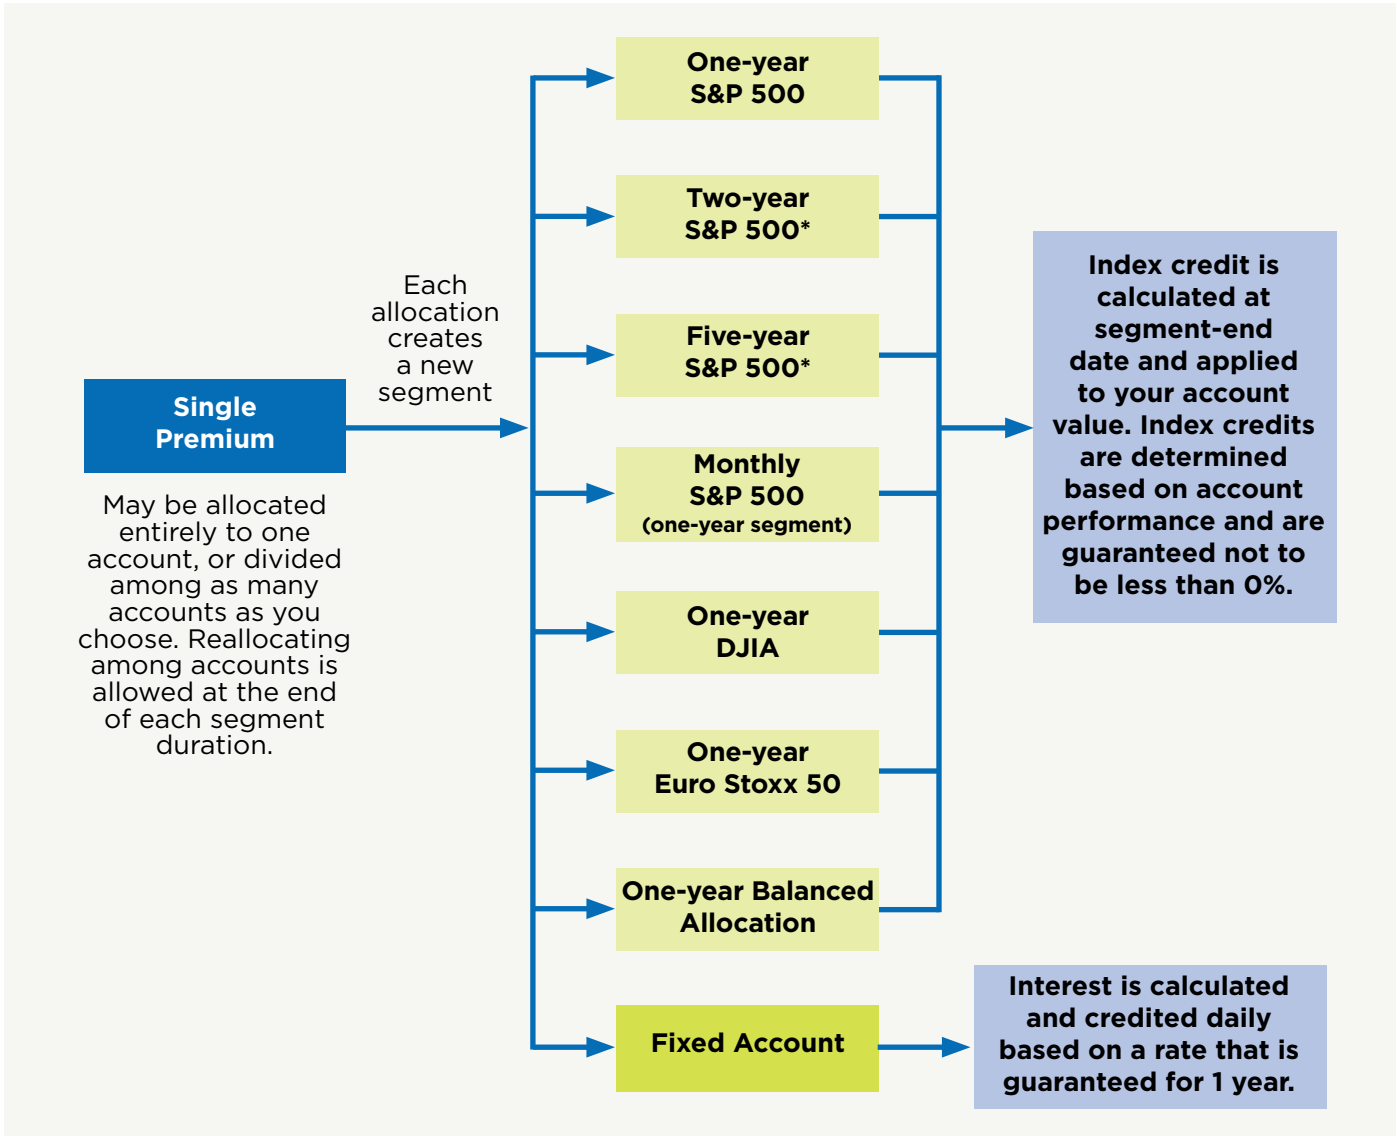 Single
Premium
May be allocated
entirely to one
account, or divided
among as many
accounts as you
choose. Reallocating
among accounts is
allowed at the end
of each segment
duration.
Each
allocation
creates
a new
segment
One-year
S&P 500
Two-year
S&P 500*
Five-year
S&P 500*
Monthly
S&P 500
(one-year segment)
One-year
DJIA
One-year
Euro Stoxx 50
One-year Balanced
Allocation
Fixed Account
Index credit is
calculated at
segment-end
date and applied
to your account
value. Index credits
are determined
based on account
performance and are
guaranteed not to
be less than 0%.
Interest is calculated
and credited daily
based on a rate that is
guaranteed for 1 year.